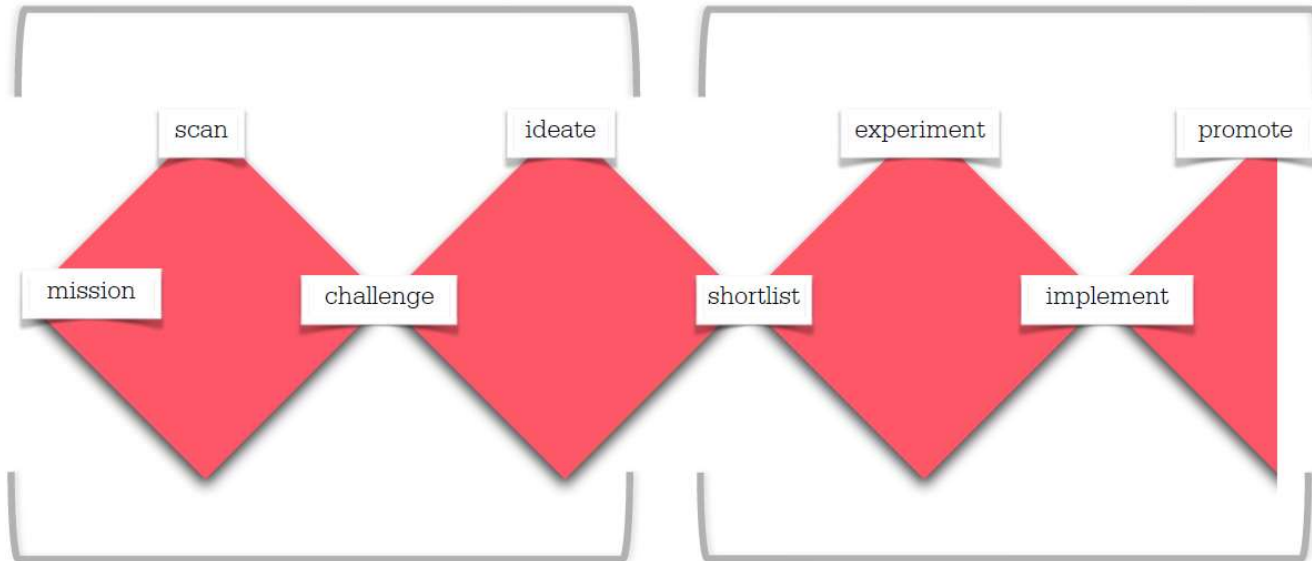 scan
ideate
experiment
promote
mission
challenge
shortlist
implement